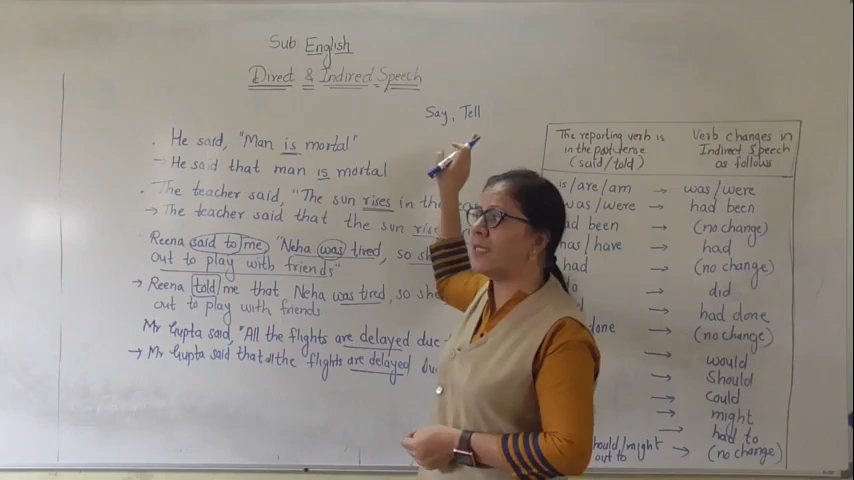 Sub English
Direct & Indirect Speech
Say, Tell
. He said, "Man is mortal"
→ He said that man is mortal
. The teacher said, "The sun rises in the
→ The teacher said that the sun
Reena said to me "Neha was tired, so
out to play with friends"
→ Reena told me that Neha was tired, so
out to play with friends
Mr Gupta said, "All the flights are delayed due
→ Mr Gupta said that all the flights are delayed
The reporting verb is in the past tense (said/told)
Verb changes in Indirect Speech as follows
is/are/am → was/were
was/were → had been
had been → (no change)
has/have → had
had → (no change)
→ did
done → had done
→ (no change)
→ would
→ Should
→ could
→ might
→ had to
should/might → (no change)